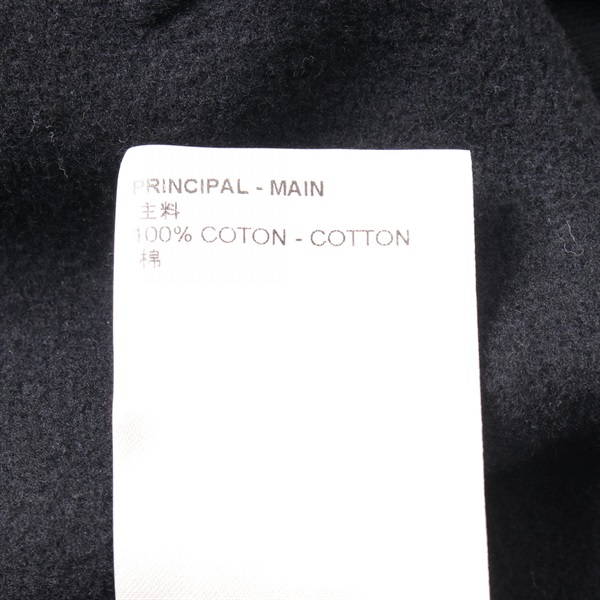 PRINCIPAL - MAIN
主料
100% COTON - COTTON
棉